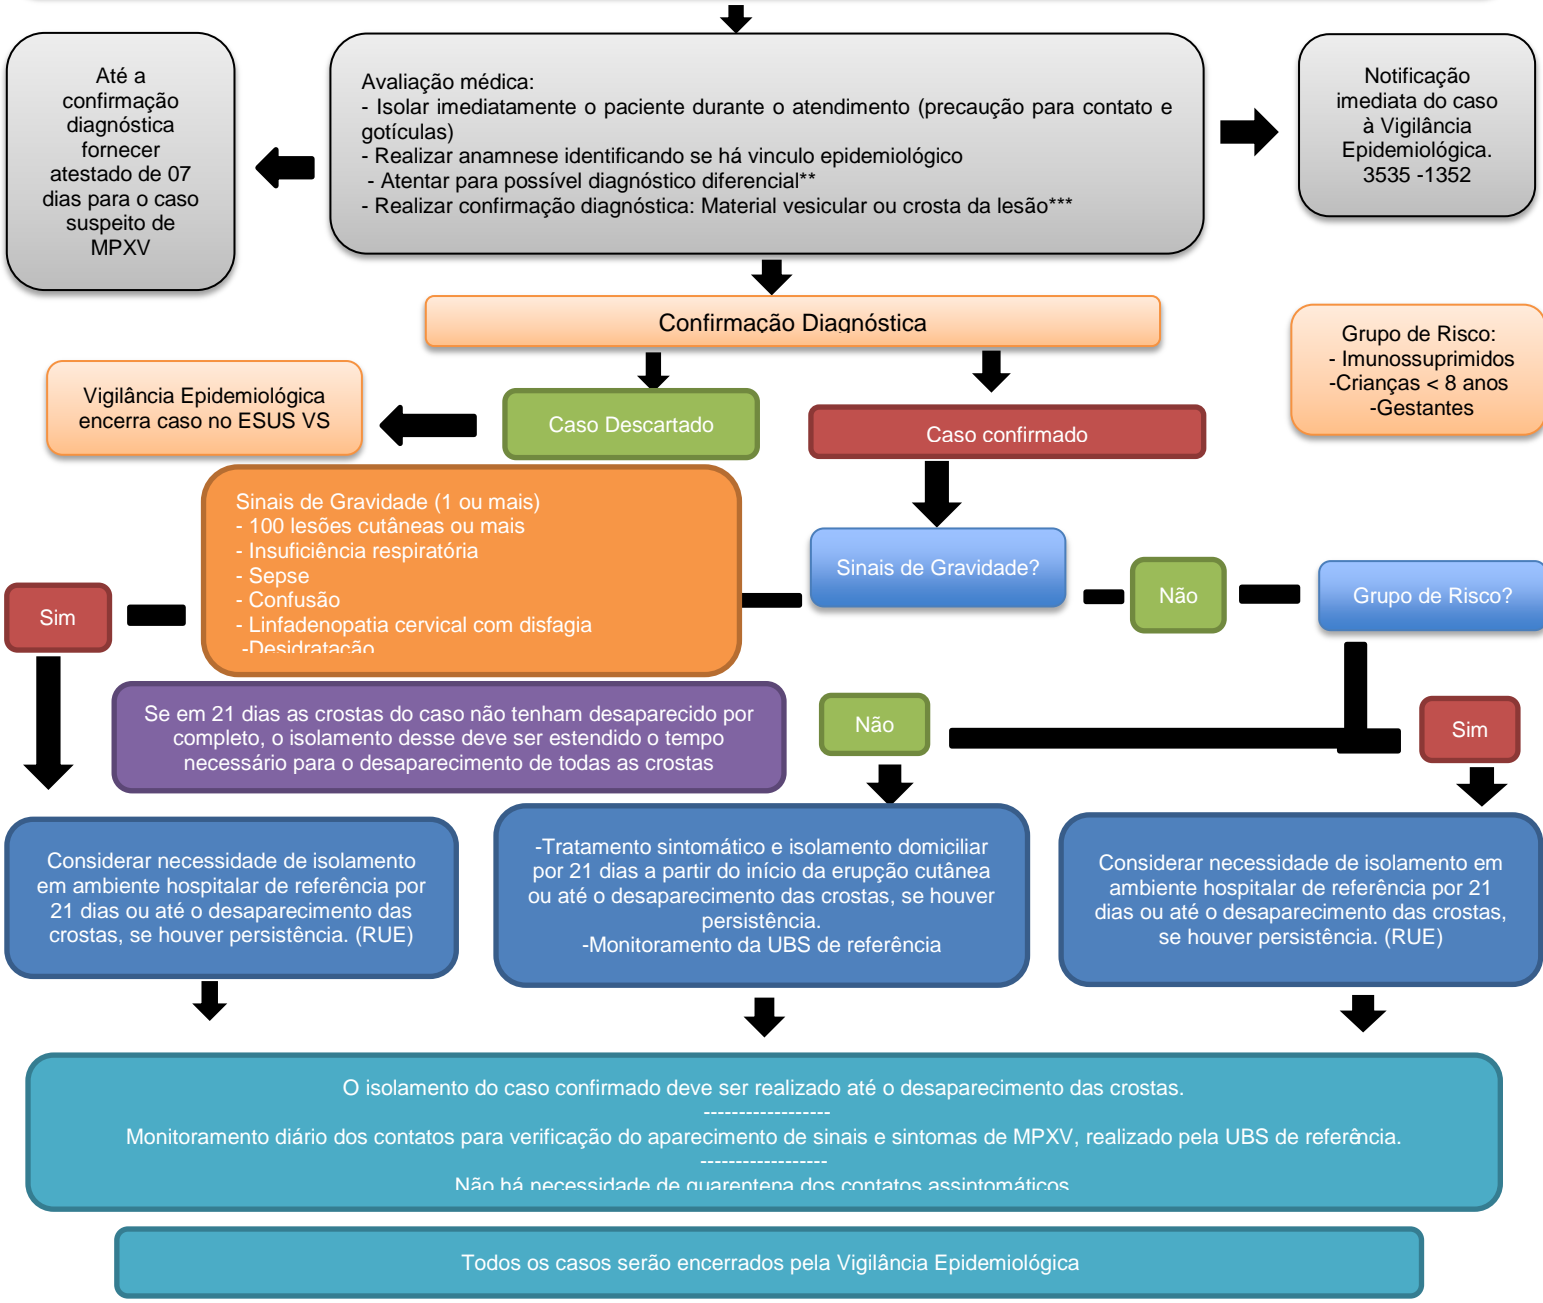 Até a
confirmação
diagnóstica
fornecer
atestado de 07
dias para o caso
suspeito de
MPXV
Avaliação médica:
- Isolar imediatamente o paciente durante o atendimento (precaução para contato e
gotículas)
- Realizar anamnese identificando se há vinculo epidemiológico
- Atentar para possível diagnóstico diferencial**
- Realizar confirmação diagnóstica: Material vesicular ou crosta da lesão***
Notificação
imediata do caso
à Vigilância
Epidemiológica.
3535 -1352
Confirmação Diagnóstica
Grupo de Risco:
- Imunossuprimidos
-Crianças < 8 anos
-Gestantes
Vigilância Epidemiológica
encerra caso no ESUS VS
Caso Descartado
Caso confirmado
Sinais de Gravidade (1 ou mais)
- 100 lesões cutâneas ou mais
- Insuficiência respiratória
- Sepse
- Confusão
- Linfadenopatia cervical com disfagia
-Desidratação
Sinais de Gravidade?
Não
Grupo de Risco?
Sim
Se em 21 dias as crostas do caso não tenham desaparecido por
completo, o isolamento desse deve ser estendido o tempo
necessário para o desaparecimento de todas as crostas
Não
Sim
Considerar necessidade de isolamento
em ambiente hospitalar de referência por
21 dias ou até o desaparecimento das
crostas, se houver persistência. (RUE)
-Tratamento sintomático e isolamento domiciliar
por 21 dias a partir do início da erupção cutânea
ou até o desaparecimento das crostas, se houver
persistência.
-Monitoramento da UBS de referência
Considerar necessidade de isolamento em
ambiente hospitalar de referência por 21
dias ou até o desaparecimento das crostas,
se houver persistência. (RUE)
O isolamento do caso confirmado deve ser realizado até o desaparecimento das crostas.
------------------
Monitoramento diário dos contatos para verificação do aparecimento de sinais e sintomas de MPXV, realizado pela UBS de referência.
------------------
Não há necessidade de quarentena dos contatos assintomáticos
Todos os casos serão encerrados pela Vigilância Epidemiológica